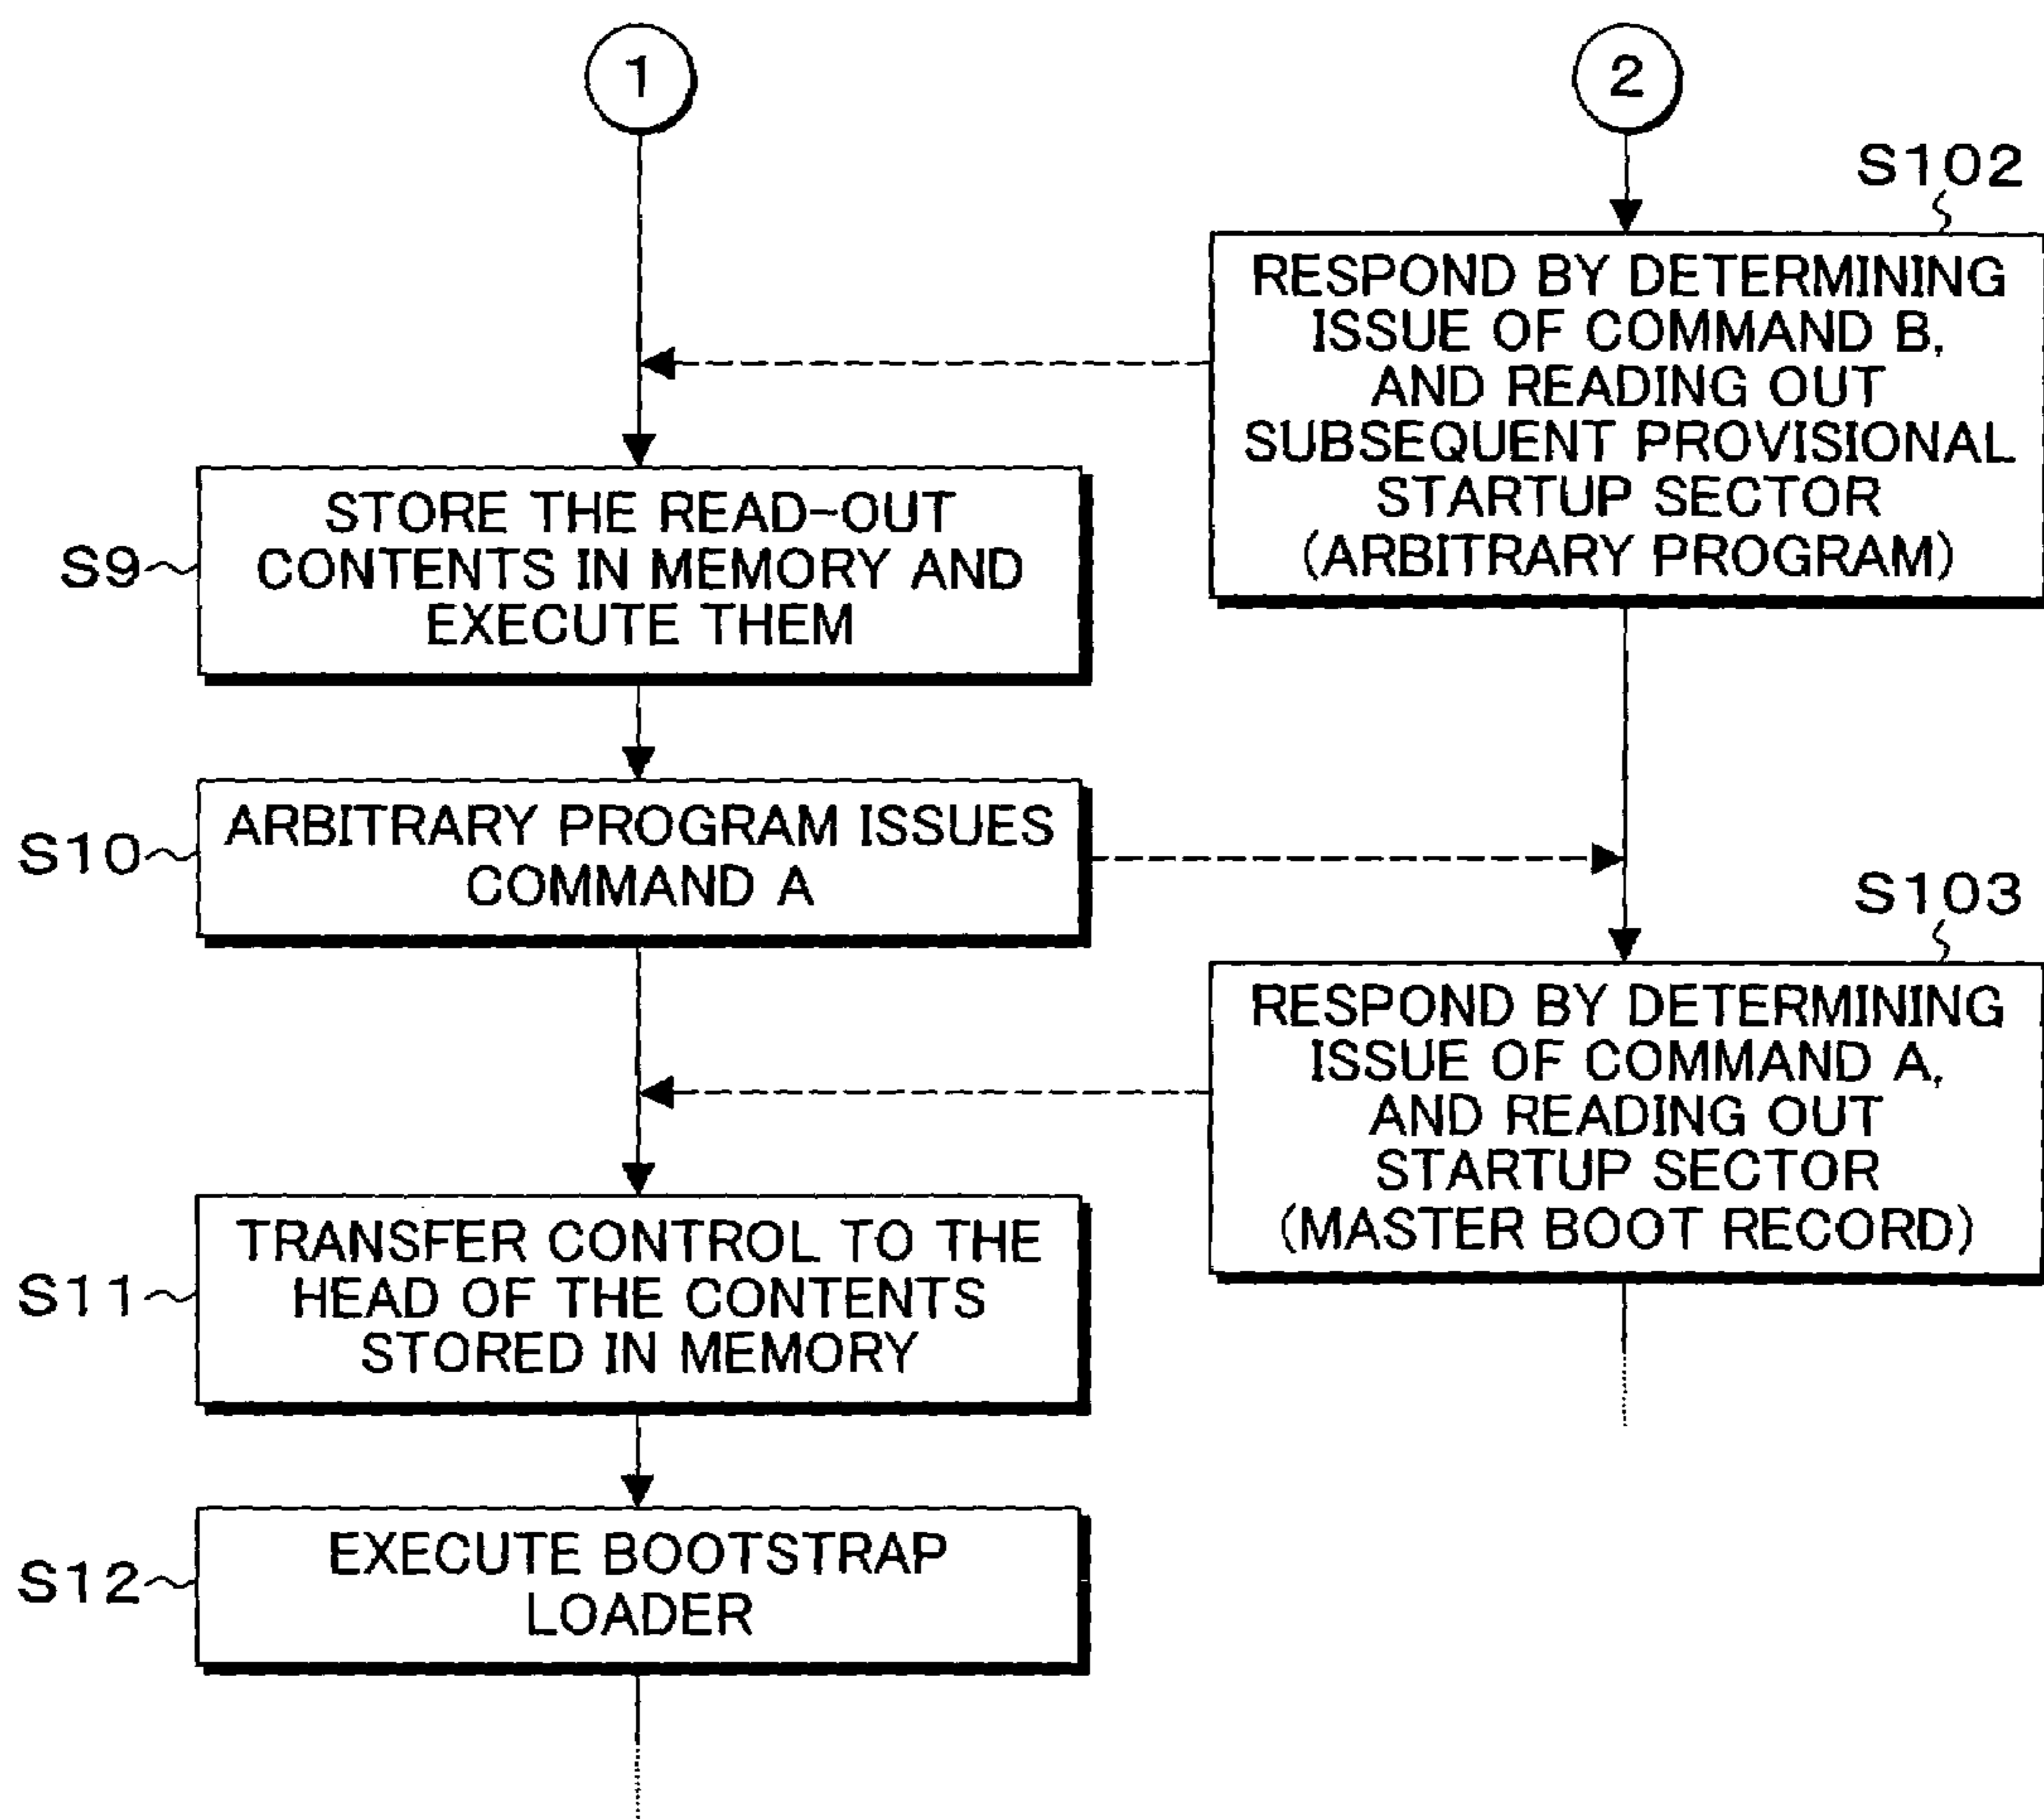 1
2
S102
RESPOND BY DETERMINING
ISSUE OF COMMAND B,
AND READING OUT
SUBSEQUENT PROVISIONAL
STARTUP SECTOR
(ARBITRARY PROGRAM)
S9
STORE THE READ-OUT
CONTENTS IN MEMORY AND
EXECUTE THEM
S10
ARBITRARY PROGRAM ISSUES
COMMAND A
S103
RESPOND BY DETERMINING
ISSUE OF COMMAND A,
AND READING OUT
STARTUP SECTOR
(MASTER BOOT RECORD)
S11
TRANSFER CONTROL TO THE
HEAD OF THE CONTENTS
STORED IN MEMORY
S12
EXECUTE BOOTSTRAP
LOADER